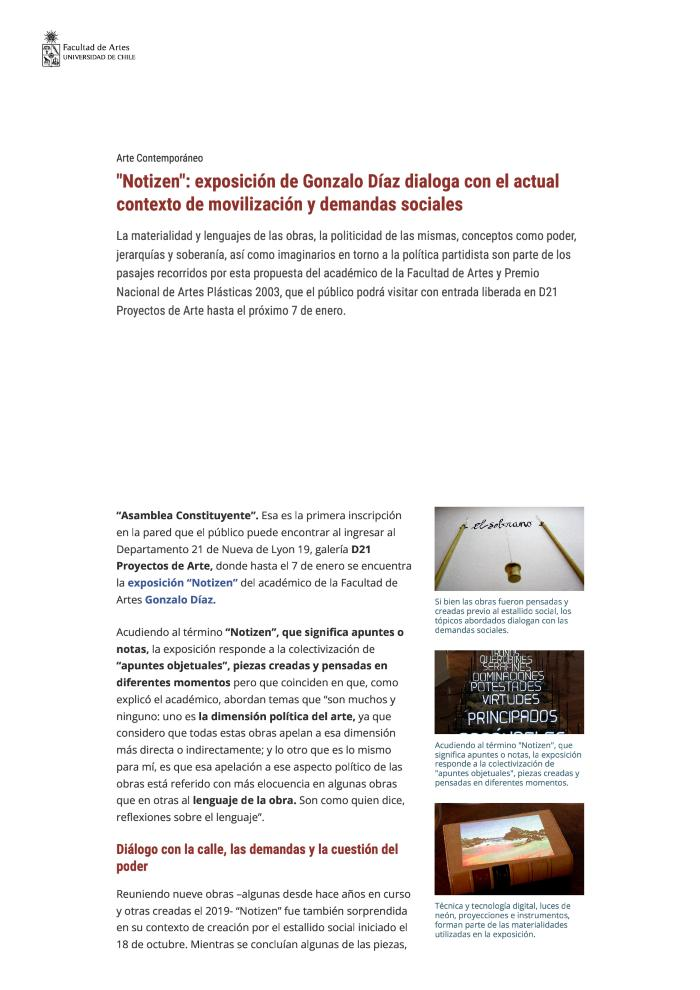 Facultad de Artes
UNIVERSIDAD DE CHILE
Arte Contemporáneo
"Notizen": exposición de Gonzalo Díaz dialoga con el actual
contexto de movilización y demandas sociales
La materialidad y lenguajes de las obras, la politicidad de las mismas, conceptos como poder,
jerarquías y soberanía, así como imaginarios en torno a la política partidista son parte de los
pasajes recorridos por esta propuesta del académico de la Facultad de Artes y Premio
Nacional de Artes Plásticas 2003, que el público podrá visitar con entrada liberada en D21
Proyectos de Arte hasta el próximo 7 de enero.
“Asamblea Constituyente”. Esa es la primera inscripción
en la pared que el público puede encontrar al ingresar al
Departamento 21 de Nueva de Lyon 19, galería D21
Proyectos de Arte, donde hasta el 7 de enero se encuentra
la exposición “Notizen” del académico de la Facultad de
Artes Gonzalo Díaz.
Acudiendo al término “Notizen”, que significa apuntes o
notas, la exposición responde a la colectivización de
“apuntes objetuales”, piezas creadas y pensadas en
diferentes momentos pero que coinciden en que, como
explicó el académico, abordan temas que “son muchos y
ninguno: uno es la dimensión política del arte, ya que
considero que todas estas obras apelan a esa dimensión
más directa o indirectamente; y lo otro que es lo mismo
para mí, es que esa apelación a ese aspecto político de las
obras está referido con más elocuencia en algunas obras
que en otras al lenguaje de la obra. Son como quien dice,
reflexiones sobre el lenguaje”.
Diálogo con la calle, las demandas y la cuestión del
poder
Reuniendo nueve obras –algunas desde hace años en curso
y otras creadas el 2019- “Notizen” fue también sorprendida
en su contexto de creación por el estallido social iniciado el
18 de octubre. Mientras se concluían algunas de las piezas,
el soberano
Si bien las obras fueron pensadas y
creadas previo al estallido social, los
tópicos abordados dialogan con las
demandas sociales.
QUERUBINES
SERAFINES
DOMINACIONES
POTESTADES
VIRTUDES
PRINCIPADOS
Acudiendo al término "Notizen", que
significa apuntes o notas, la exposición
responde a la colectivización de
"apuntes objetuales", piezas creadas y
pensadas en diferentes momentos.
Técnica y tecnología digital, luces de
neón, proyecciones e instrumentos,
forman parte de las materialidades
utilizadas en la exposición.